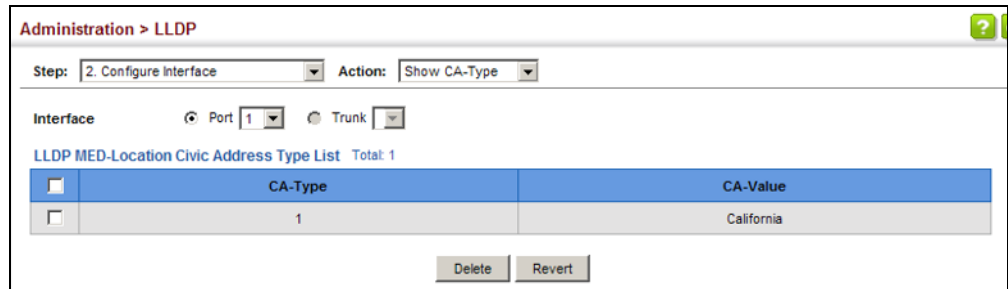 Administration > LLDP
?
Step: 2. Configure Interface Action: Show CA-Type
Interface Port 1 Trunk
LLDP MED-Location Civic Address Type List Total: 1
CA-Type CA-Value
1 California
Delete Revert